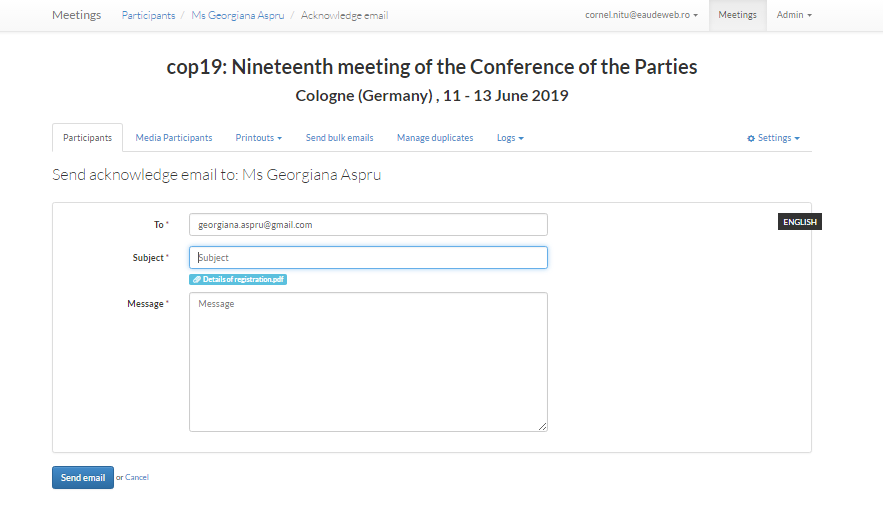 Meetings Participants / Ms Georgiana Aspru / Acknowledge email cornel.nitu@eaudeweb.ro Meetings Admin
cop19: Nineteenth meeting of the Conference of the Parties
Cologne (Germany) , 11 - 13 June 2019
Participants Media Participants Printouts Send bulk emails Manage duplicates Logs Settings
Send acknowledge email to: Ms Georgiana Aspru
To * georgiana.aspru@gmail.com ENGLISH
Subject * Subject
Details of registration.pdf
Message * Message
Send email or Cancel